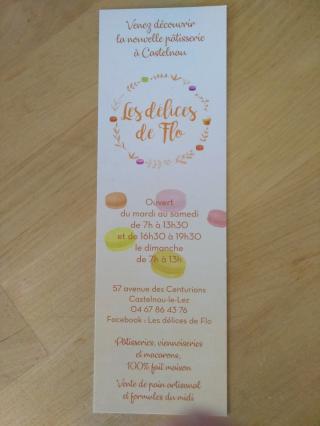 Venez découvrir
la nouvelle pâtisserie
à Castelnau
Les délices
de Flo
Ouvert
du mardi au samedi
de 7h à 13h30
et de 16h30 à 19h30
le dimanche
de 7h à 13h
57 avenue des Centurions
Castelnau-le-Lez
04 67 86 43 76
Facebook : Les délices de Flo
Pâtisseries, viennoiseries
et macarons,
100% fait maison
Vente de pain artisanal
et formules du midi